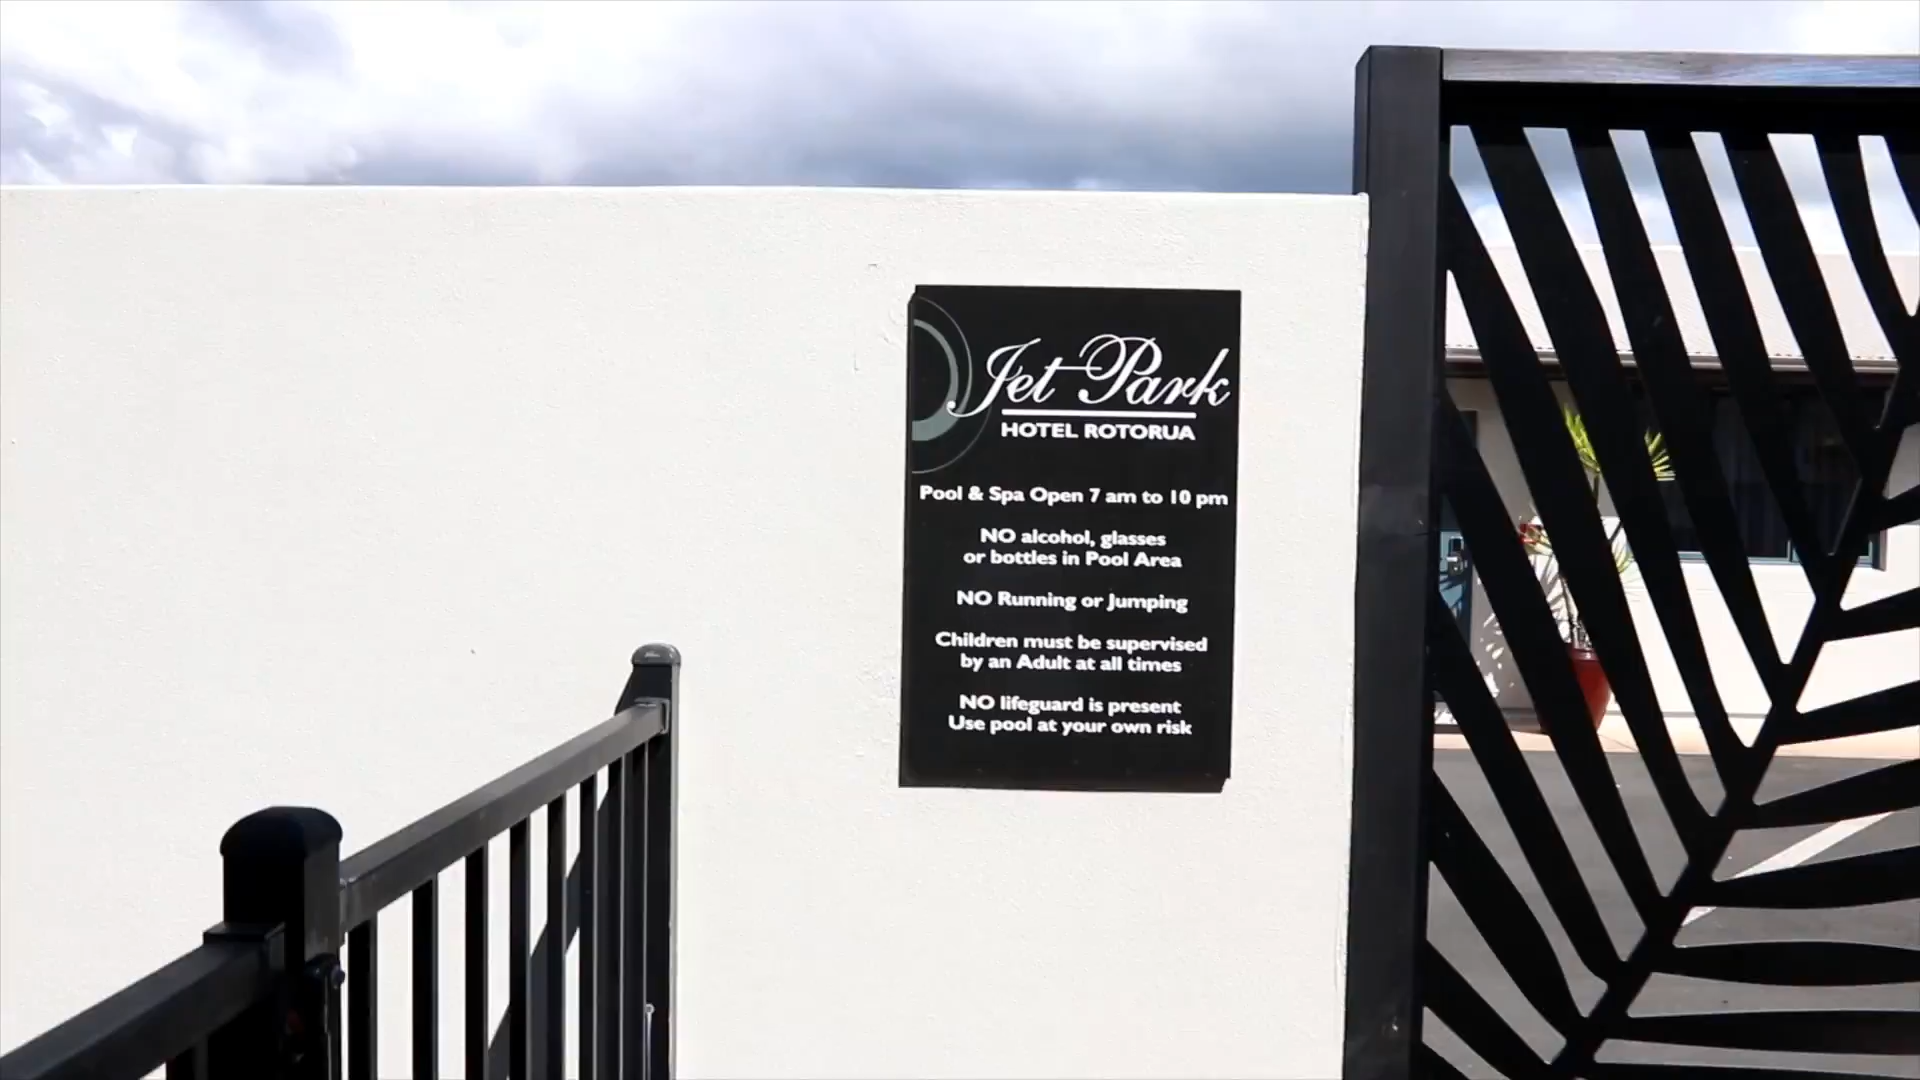 Jet Park
HOTEL ROTORUA
Pool & Spa Open 7 am to 10 pm
NO alcohol, glasses
or bottles in Pool Area
NO Running or Jumping
Children must be supervised
by an Adult at all times
NO lifeguard is present
Use pool at your own risk